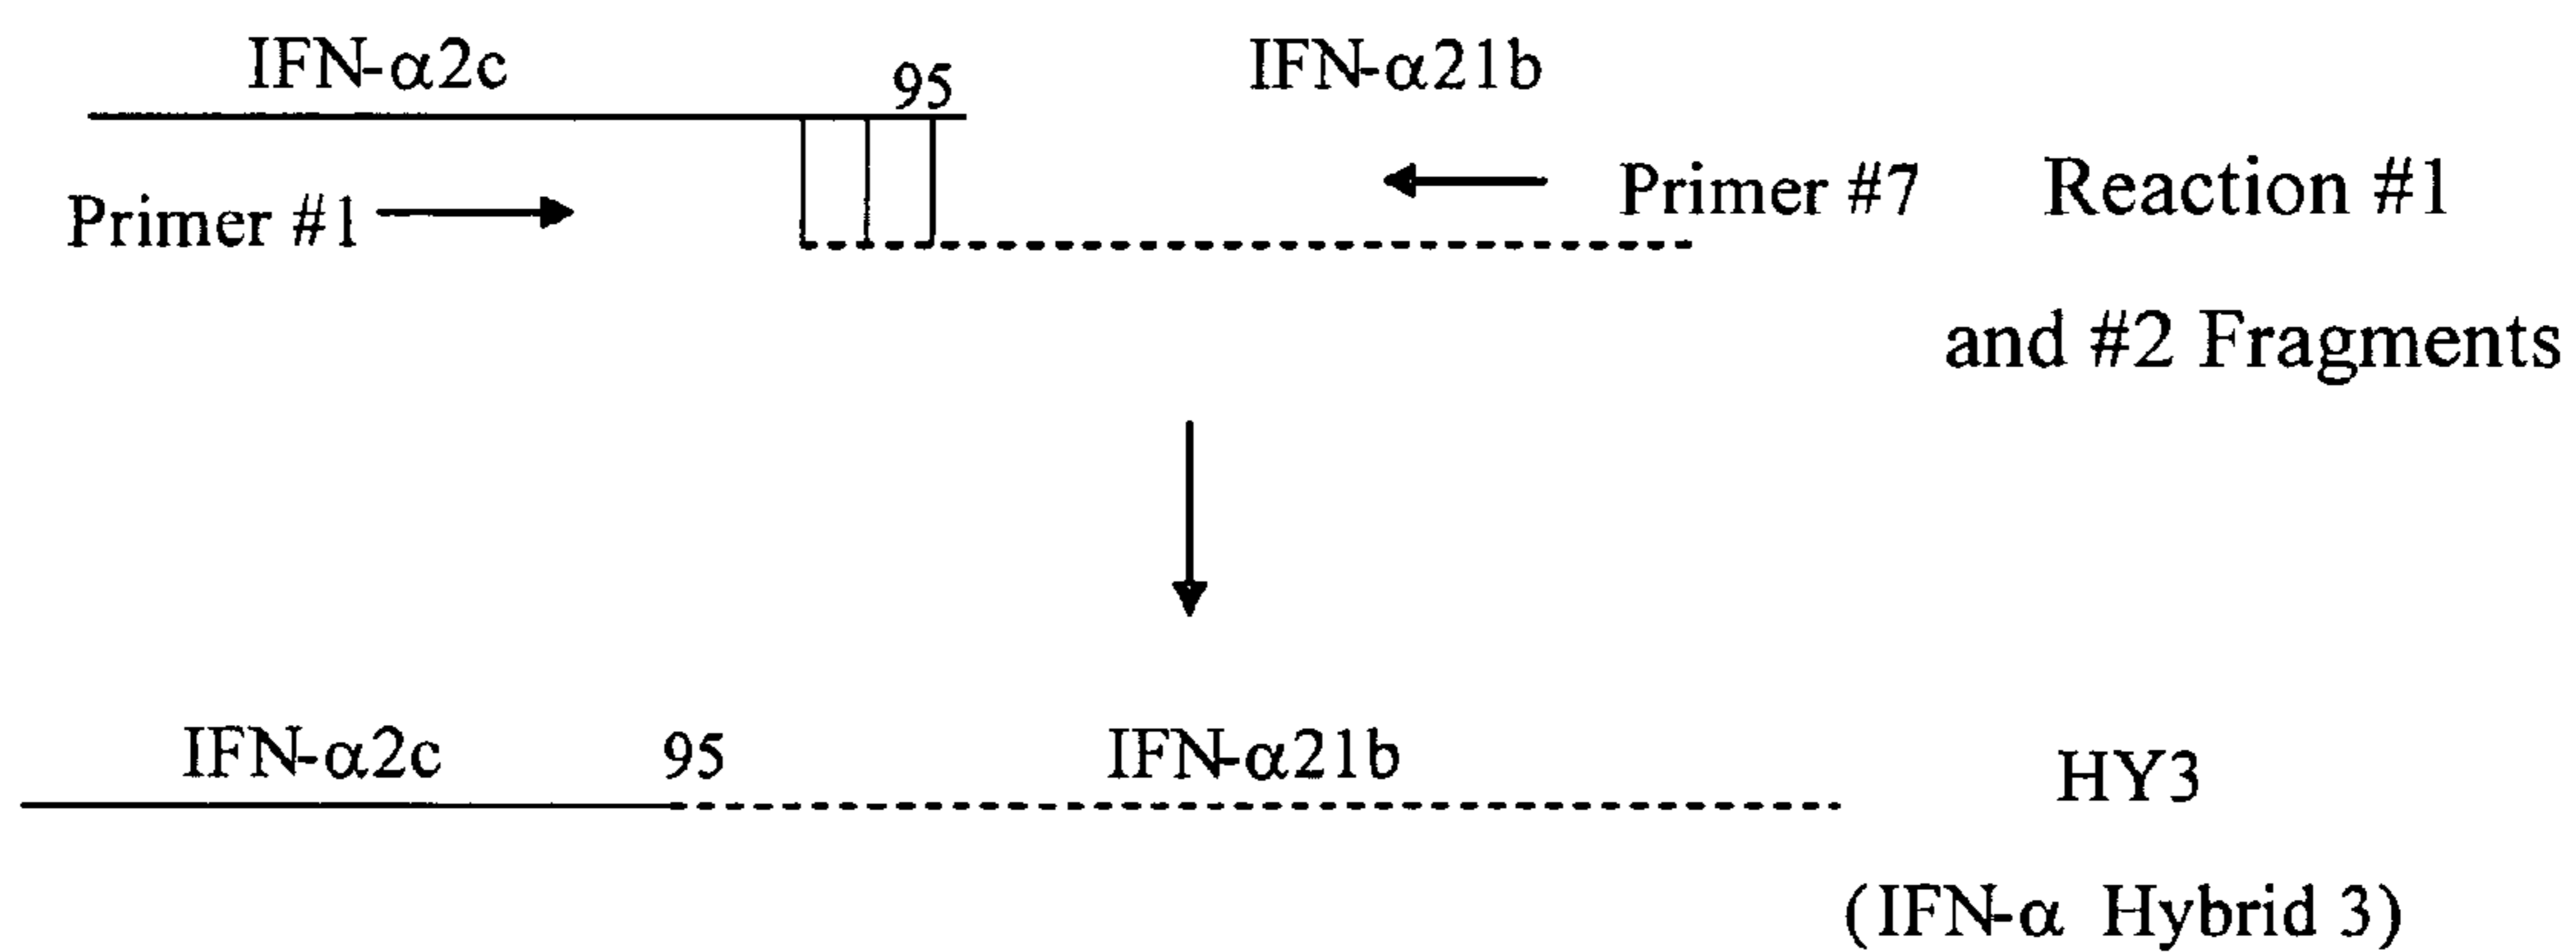 IFN-α2c 95 IFN-α21b
Primer #1 Primer #7 Reaction #1
and #2 Fragments
IFN-α2c 95 IFN-α21b HY3
(IFN-α Hybrid 3)